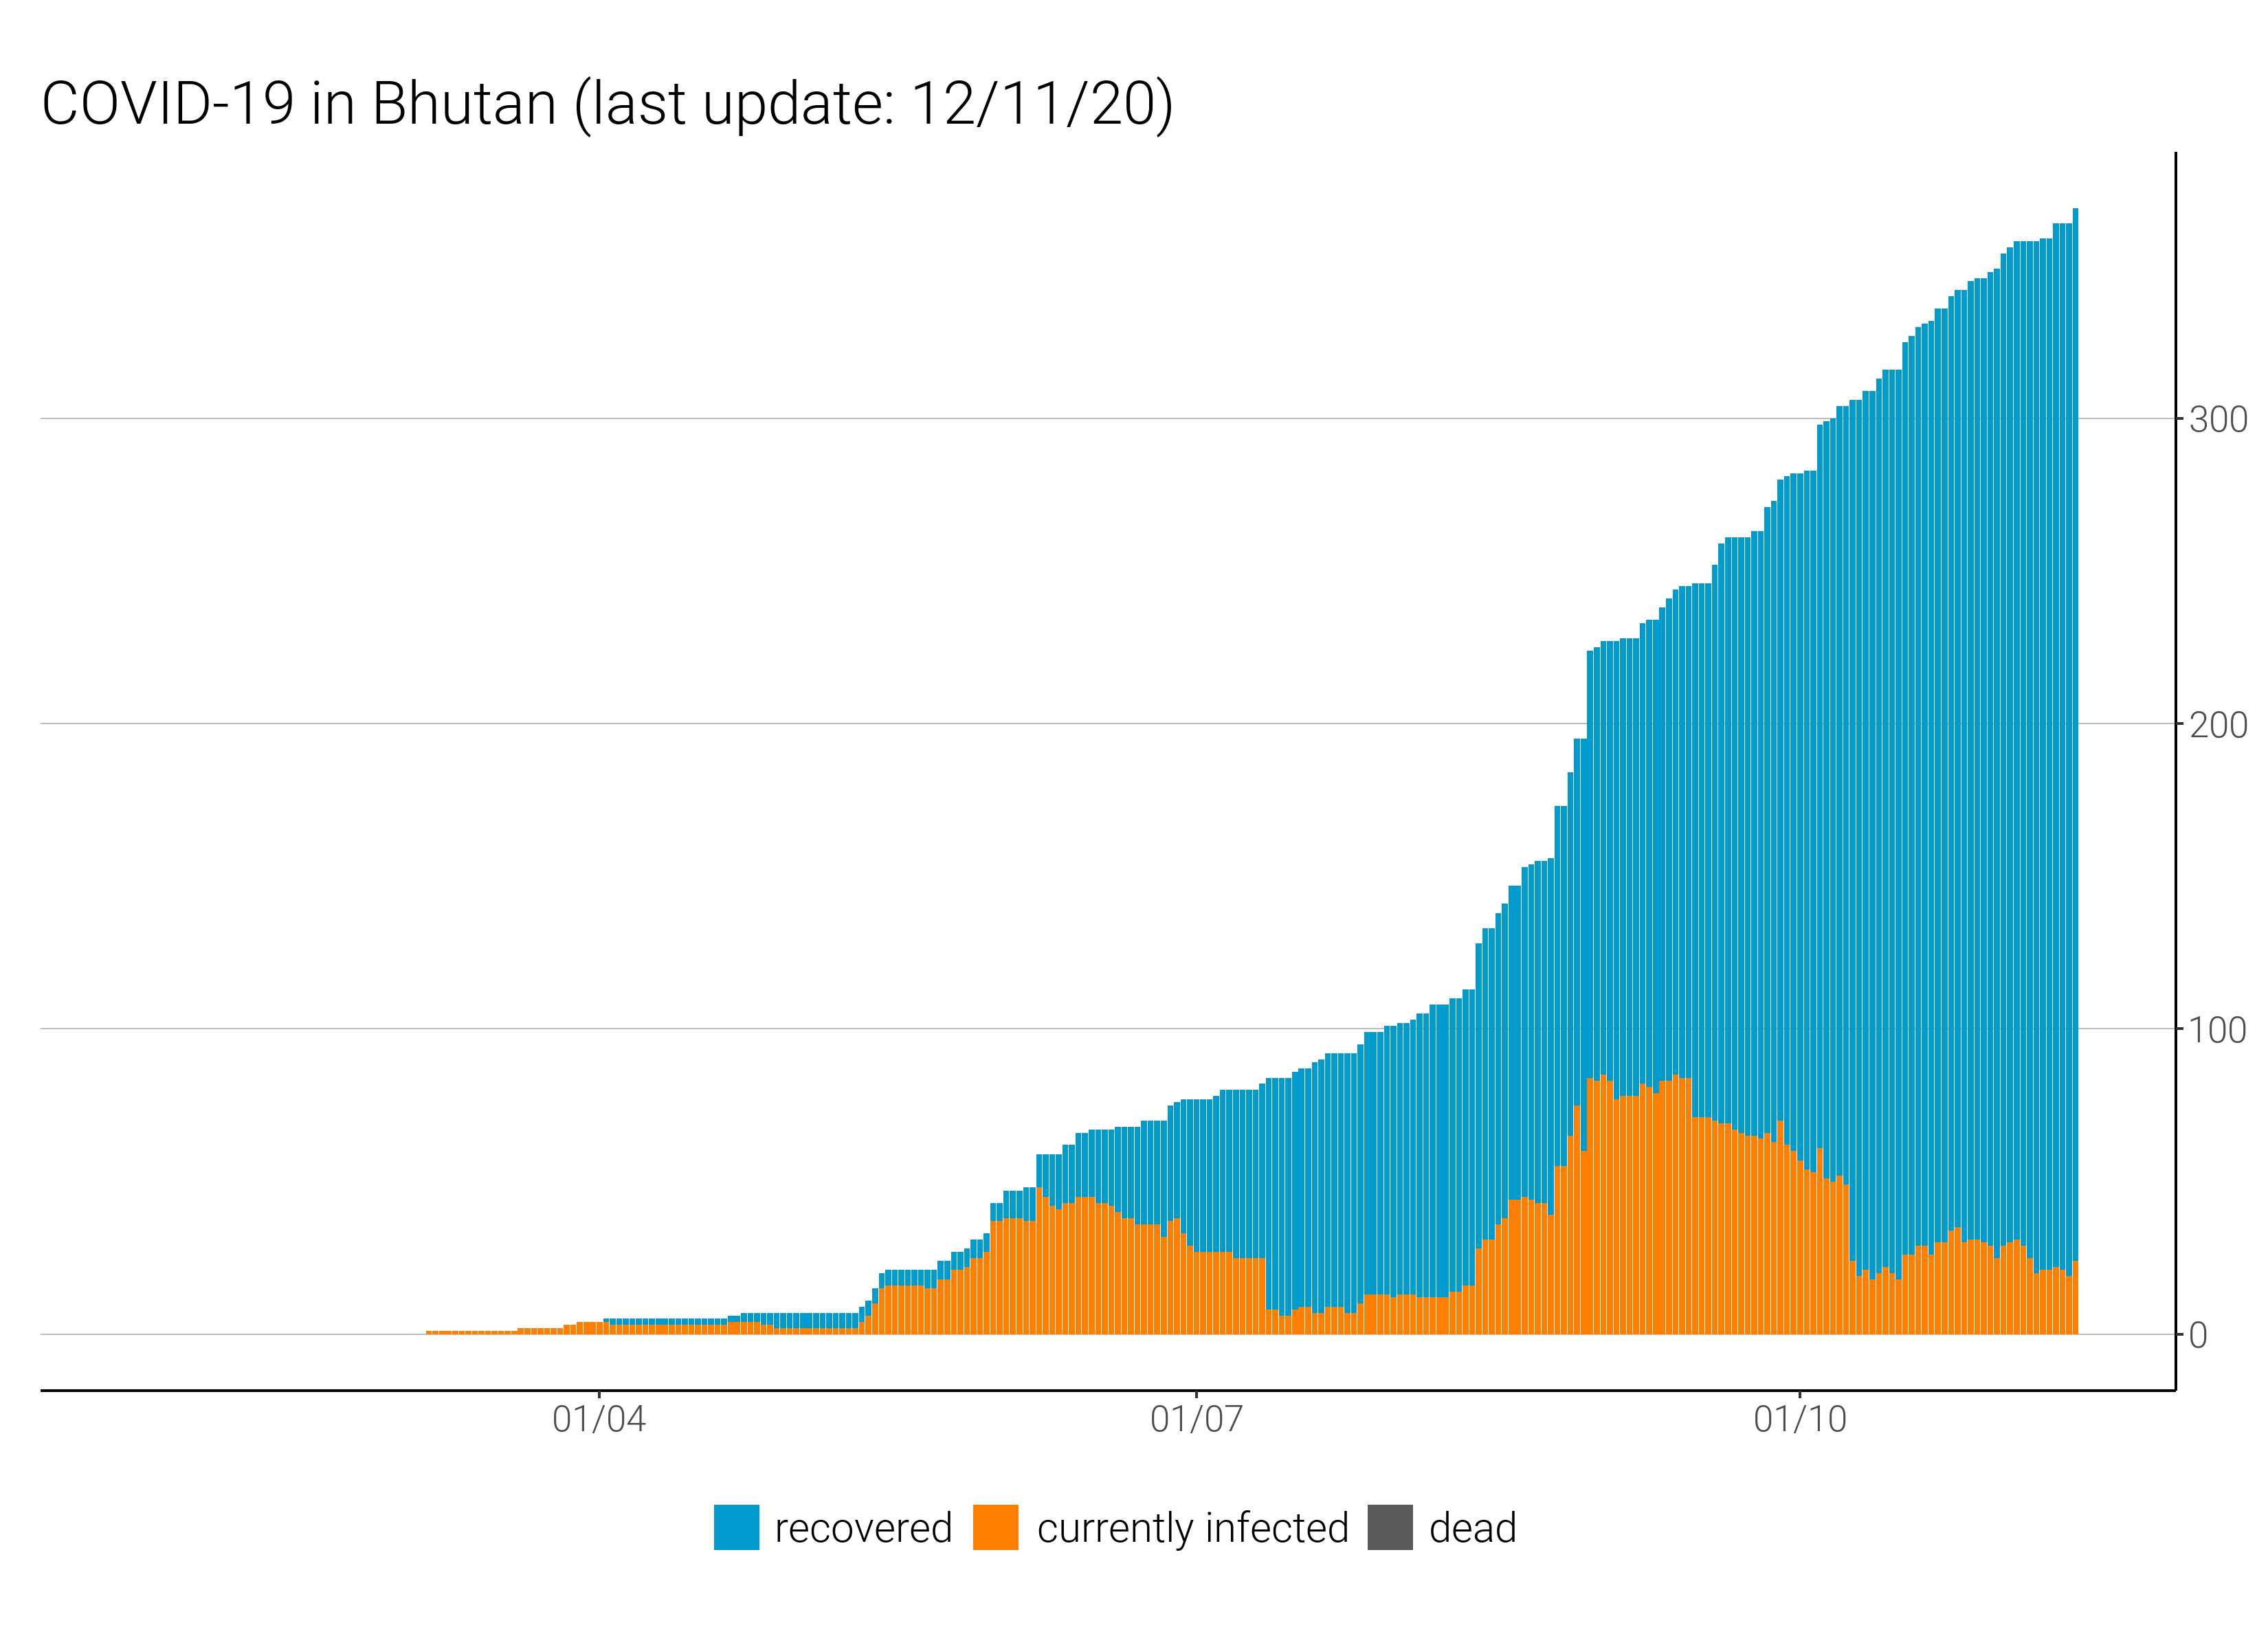 COVID-19 in Bhutan (last update: 12/11/20)
300
200
100
0
01/04 01/07 01/10
recovered currently infected dead